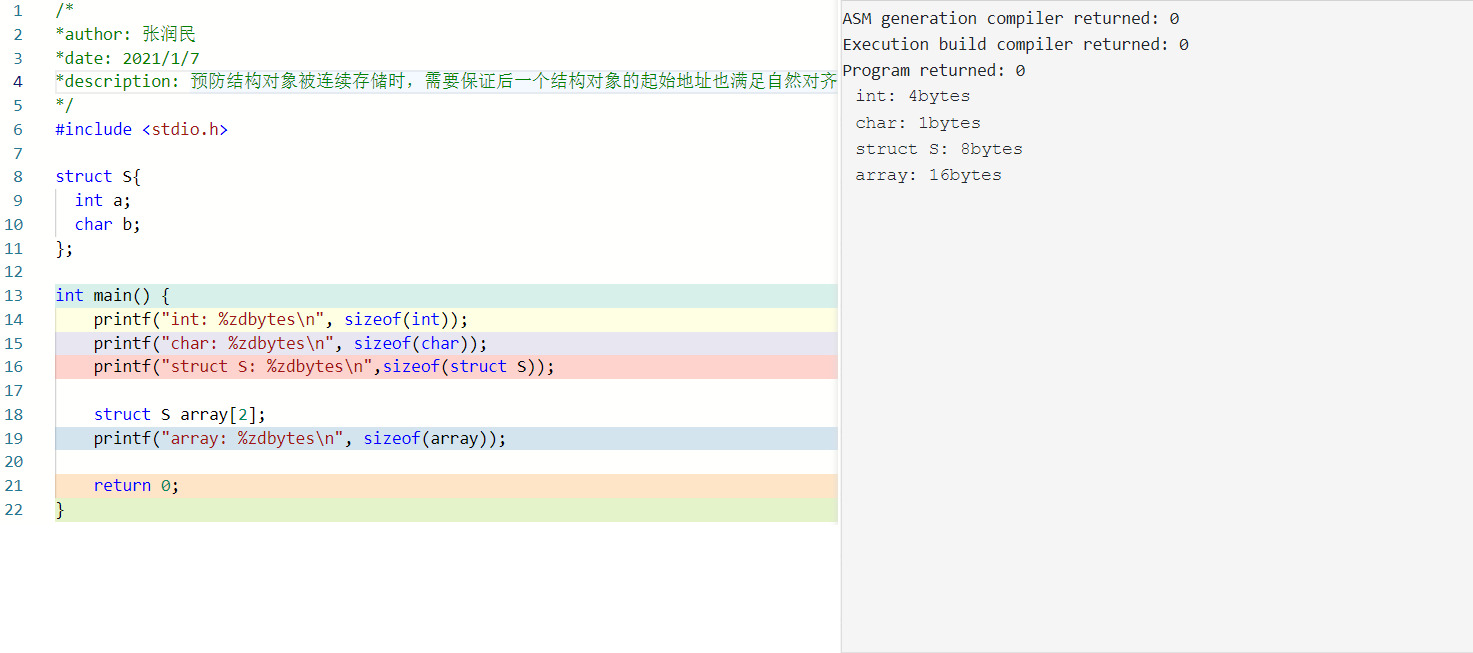 1 /*
2 *author: 张润民
3 *date: 2021/1/7
4 *description: 预防结构对象被连续存储时，需要保证后一个结构对象的起始地址也满足自然对齐
5 */
6 #include <stdio.h>
7
8 struct S{
9 int a;
10 char b;
11 };
12
13 int main() {
14 printf("int: %zdbytes\n", sizeof(int));
15 printf("char: %zdbytes\n", sizeof(char));
16 printf("struct S: %zdbytes\n",sizeof(struct S));
17
18 struct S array[2];
19 printf("array: %zdbytes\n", sizeof(array));
20
21 return 0;
22 }
ASM generation compiler returned: 0
Execution build compiler returned: 0
Program returned: 0
int: 4bytes
char: 1bytes
struct S: 8bytes
array: 16bytes